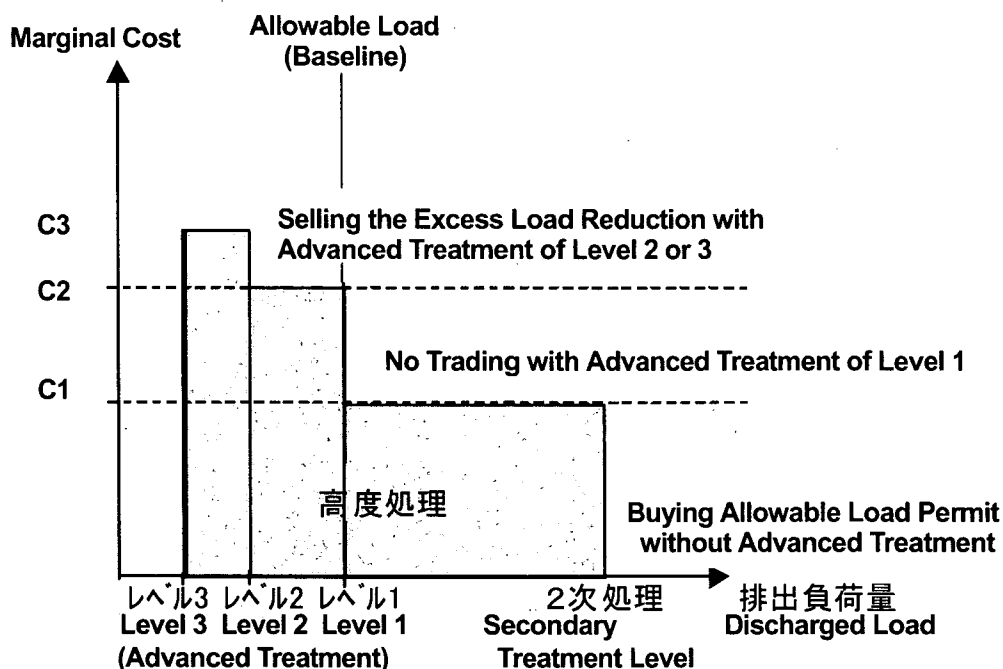 Marginal Cost
Allowable Load
(Baseline)
C3
Selling the Excess Load Reduction with
Advanced Treatment of Level 2 or 3
C2
No Trading with Advanced Treatment of Level 1
C1
高度処理
Buying Allowable Load Permit
without Advanced Treatment
レベル3 レベル2 レベル1 2次処理 排出負荷量
Level 3 Level 2 Level 1 Secondary Discharged Load
(Advanced Treatment) Treatment Level